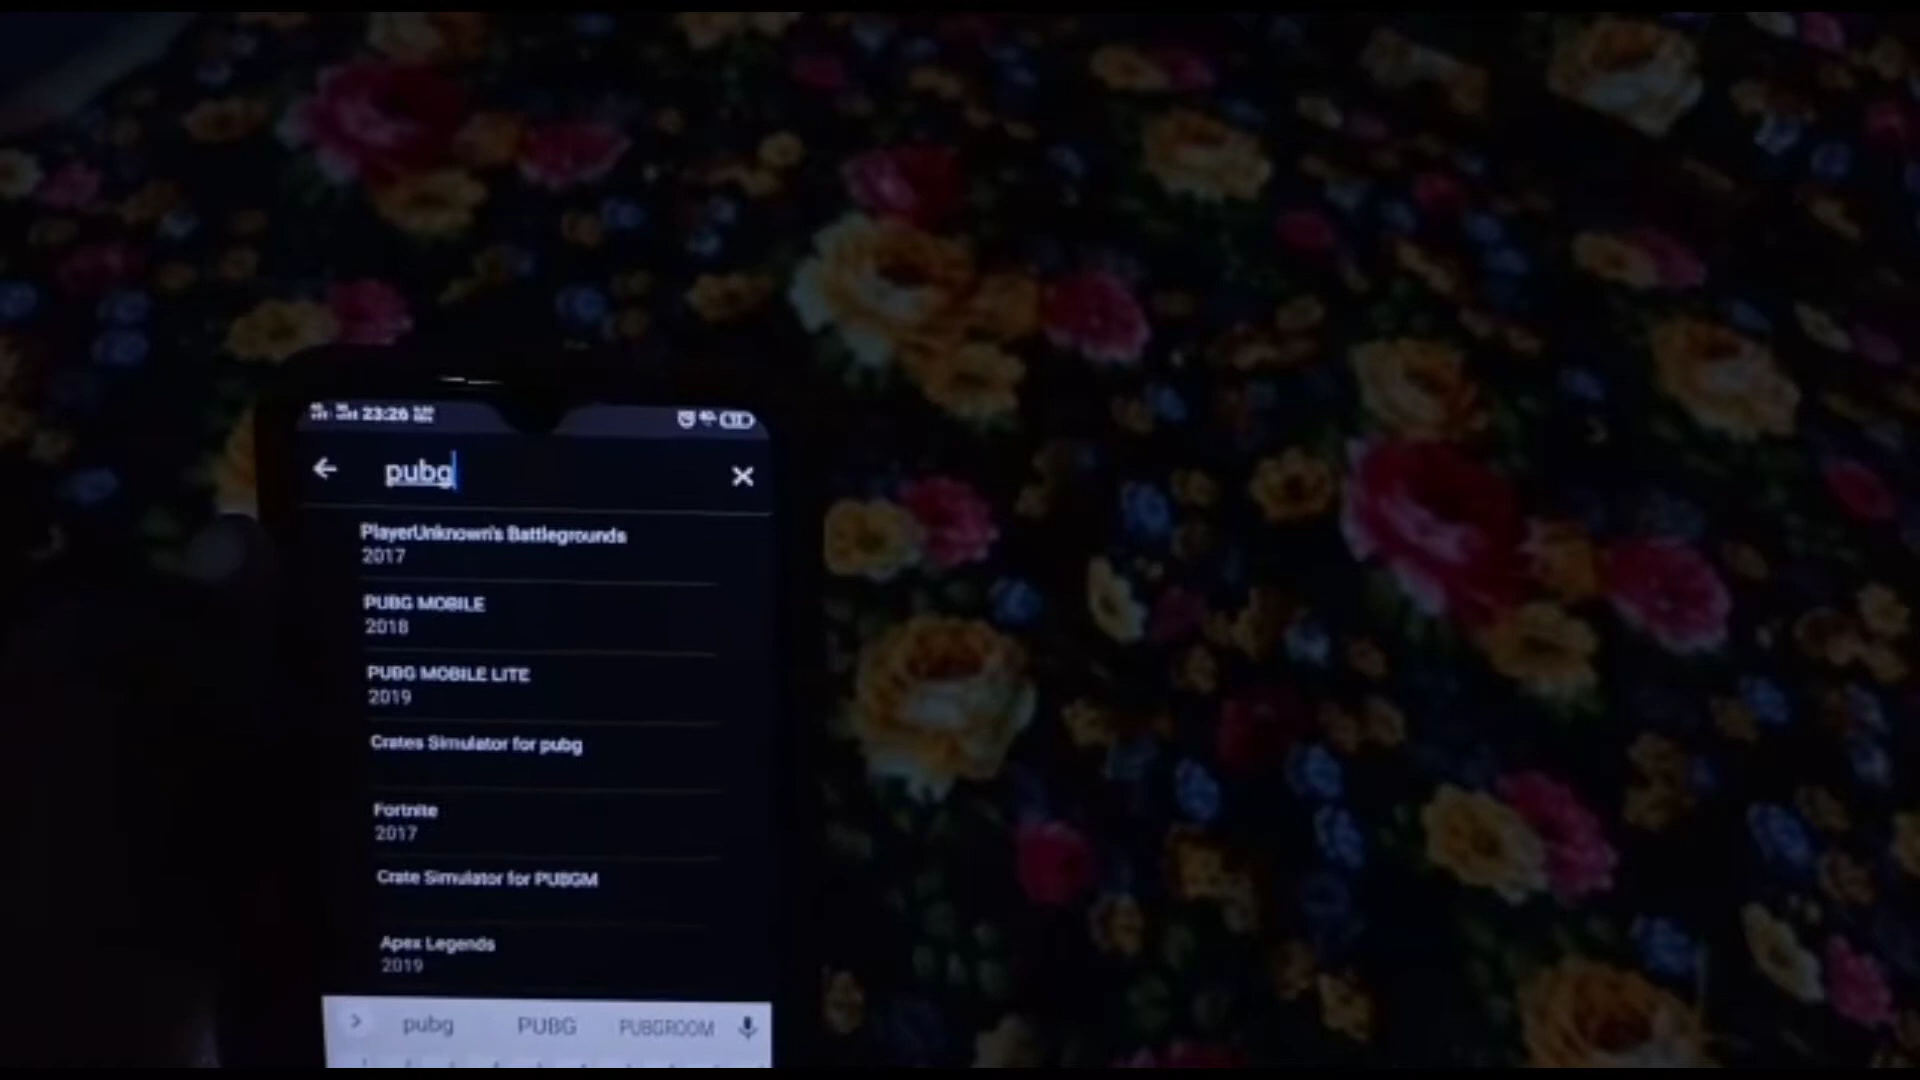 23:26
pubg
PlayerUnknown's Battlegrounds
2017
PUBG MOBILE
2018
PUBG MOBILE LITE
2019
Crates Simulator for pubg
Fortnite
2017
Crate Simulator for PUBGM
Apex Legends
2019
pubg PUBG PUBGROOM